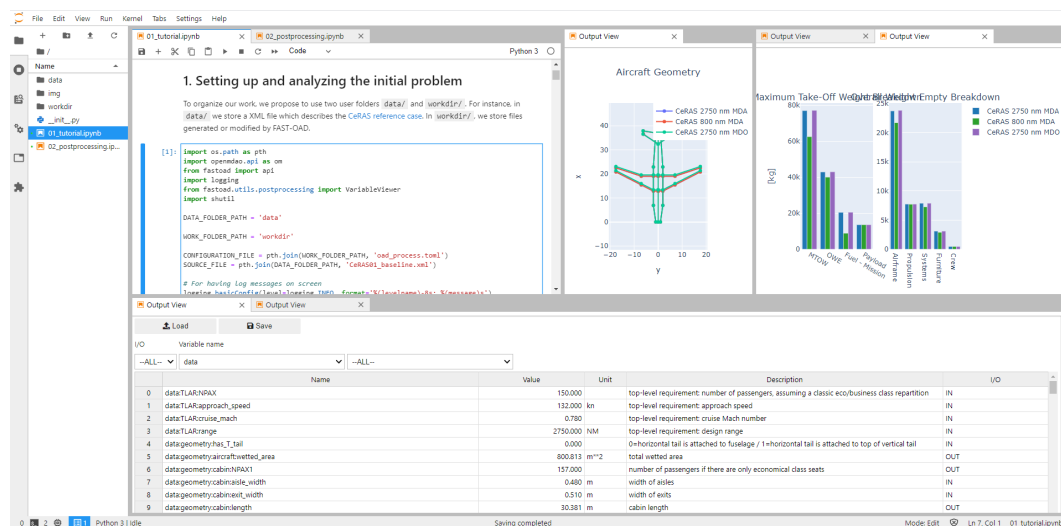 File Edit View Run Kernel Tabs Settings Help
/
Name
data
img
workdir
__init__.py
01_tutorial.ipynb
02_postprocessing.ip...
01_tutorial.ipynb
02_postprocessing.ipynb
Code
Python 3
1. Setting up and analyzing the initial problem
To organize our work, we propose to use two user folders data/ and workdir/. For instance, in
data/ we store a XML file which describes the CeRAS reference case. In workdir/, we store files
generated or modified by FAST-OAD.
[1]: import os.path as pth
import openmdao.api as om
from fastoad import api
import logging
from fastoad.utils.postprocessing import VariableViewer
import shutil
DATA_FOLDER_PATH = 'data'
WORK_FOLDER_PATH = 'workdir'
CONFIGURATION_FILE = pth.join(WORK_FOLDER_PATH, 'oad_process.toml')
SOURCE_FILE = pth.join(DATA_FOLDER_PATH, 'CeRAS01_baseline.xml')
# For having log messages on screen
logging.basicConfig(level=logging.INFO, format='%(levelname)-8s: %(message)s')
Output View
Aircraft Geometry
CeRAS 2750 nm MDA
CeRAS 800 nm MDA
CeRAS 2750 nm MDO
40
30
20
10
0
−10
x
−20 −10 0 10 20
y
Output View
Output View
Maximum Take-Off Weight Breakdown
Overall Weight Empty Breakdown
CeRAS 2750 nm MDA
CeRAS 800 nm MDA
CeRAS 2750 nm MDO
80k
60k
40k
20k
0
[kg]
MTOW
OWE
Fuel - Mission
Payload
25k
20k
15k
10k
5k
0
Airframe
Propulsion
Systems
Furniture
Crew
Output View
Output View
Load Save
I/O Variable name
--ALL-- data --ALL--
Name Value Unit Description I/O
0 data:TLAR:NPAX 150.000 top-level requirement: number of passengers, assuming a classic eco/business class repartition IN
1 data:TLAR:approach_speed 132.000 kn top-level requirement: approach speed IN
2 data:TLAR:cruise_mach 0.780 top-level requirement: cruise Mach number IN
3 data:TLAR:range 2750.000 NM top-level requirement: design range IN
4 data:geometry:has_T_tail 0.000 0=horizontal tail is attached to fuselage / 1=horizontal tail is attached to top of vertical tail IN
5 data:geometry:aircraft:wetted_area 800.813 m**2 total wetted area OUT
6 data:geometry:cabin:NPAX1 157.000 number of passengers if there are only economical class seats OUT
7 data:geometry:cabin:aisle_width 0.480 m width of aisles IN
8 data:geometry:cabin:exit_width 0.510 m width of exits IN
9 data:geometry:cabin:length 30.381 m cabin length OUT
0 2 1 Python 3 | Idle Saving completed Mode: Edit Ln 7, Col 1 01_tutorial.ipynb